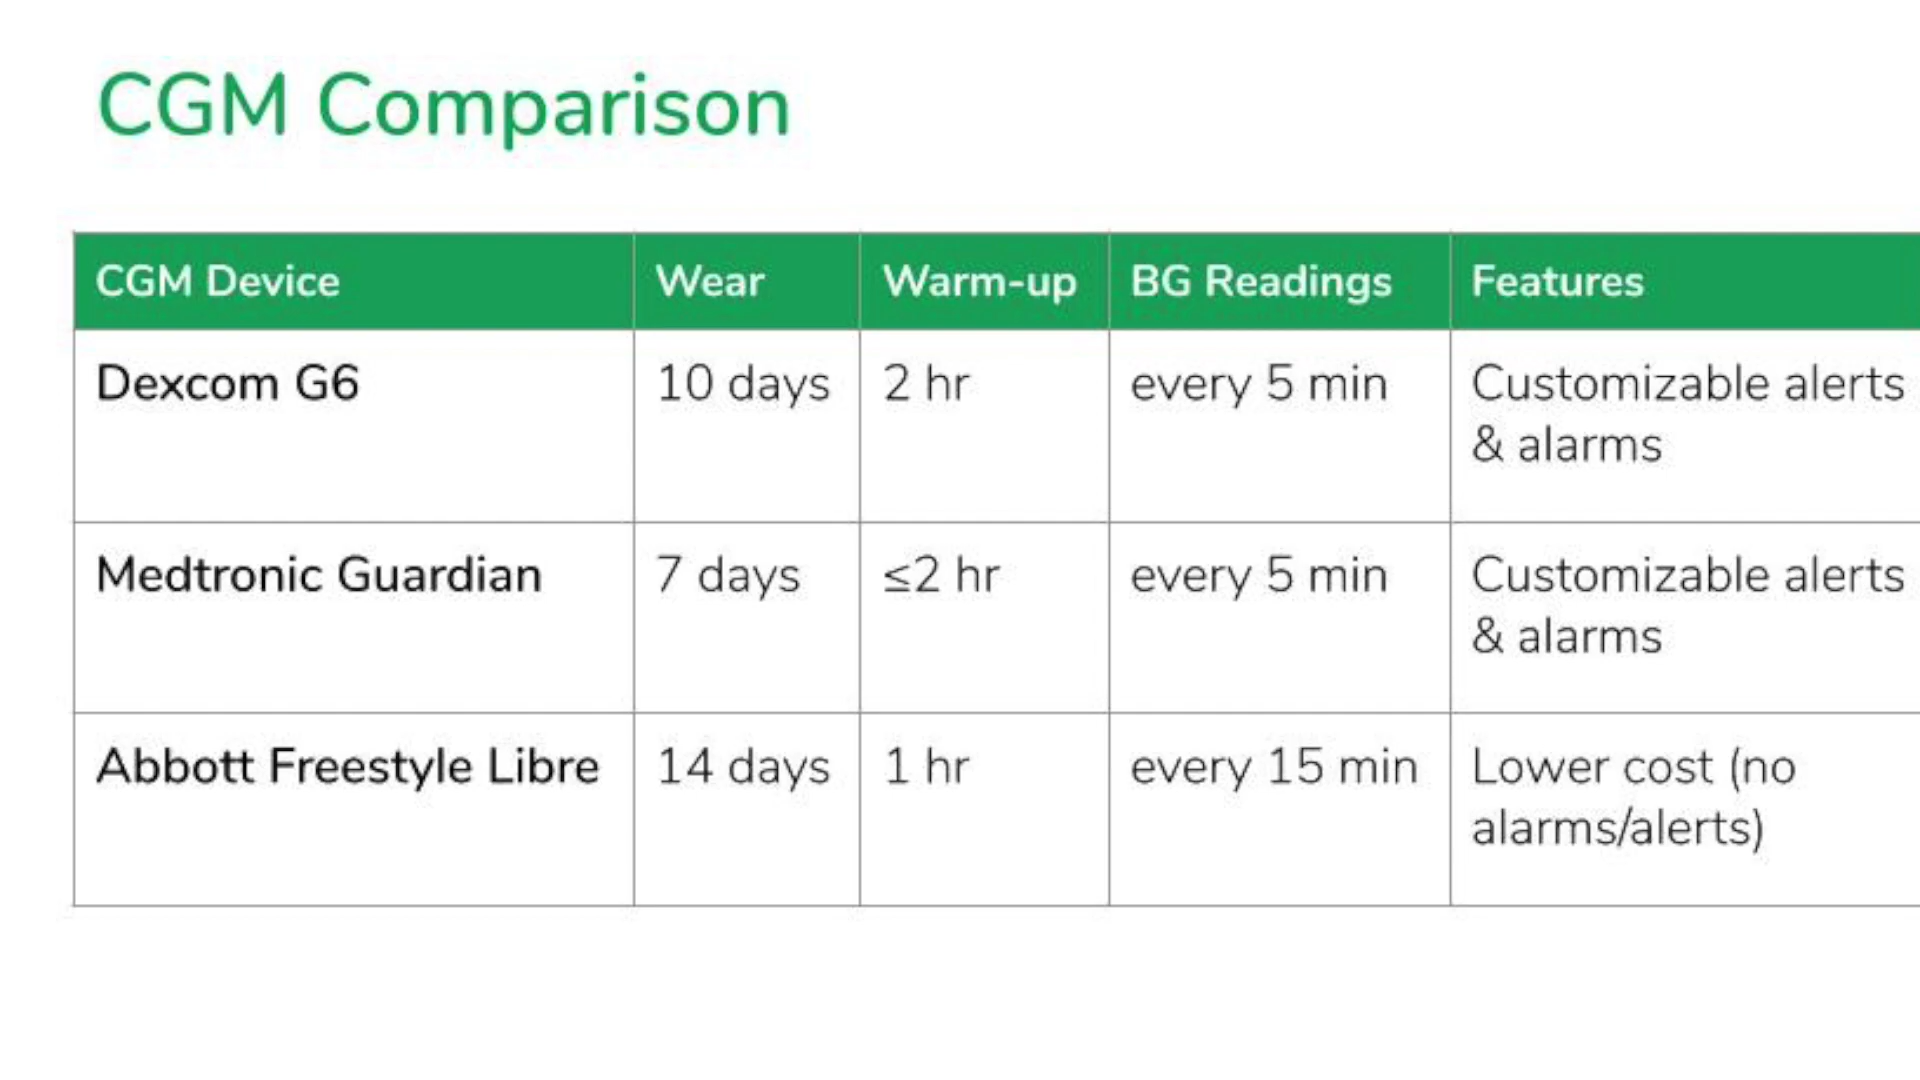 CGM Comparison
CGM Device Wear Warm-up BG Readings Features
Dexcom G6 10 days 2 hr every 5 min Customizable alerts
& alarms
Medtronic Guardian 7 days ≤2 hr every 5 min Customizable alerts
& alarms
Abbott Freestyle Libre 14 days 1 hr every 15 min Lower cost (no
alarms/alerts)